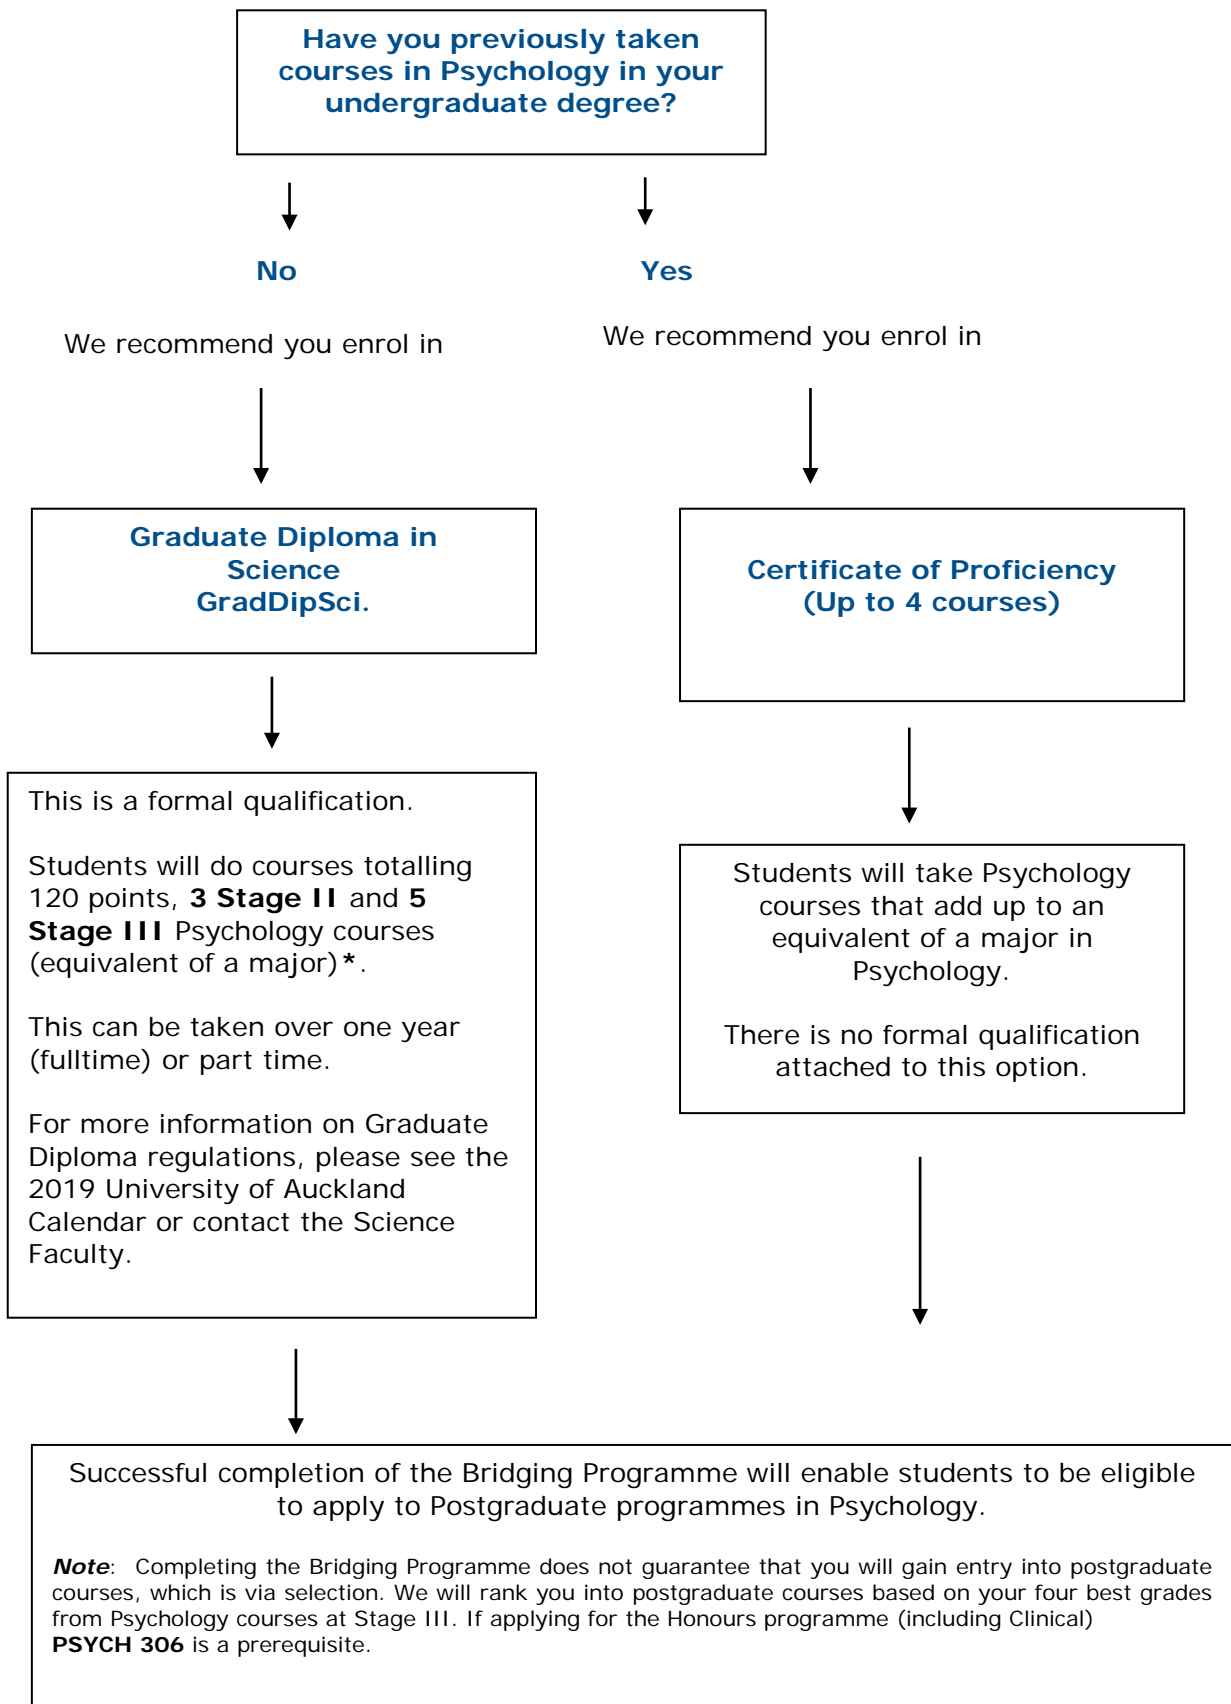 Have you previously taken
courses in Psychology in your
undergraduate degree?
No
Yes
We recommend you enrol in
We recommend you enrol in
Graduate Diploma in
Science
GradDipSci.
Certificate of Proficiency
(Up to 4 courses)
This is a formal qualification.
Students will do courses totalling
120 points, 3 Stage II and 5
Stage III Psychology courses
(equivalent of a major)*.
This can be taken over one year
(fulltime) or part time.
For more information on Graduate
Diploma regulations, please see the
2019 University of Auckland
Calendar or contact the Science
Faculty.
Students will take Psychology
courses that add up to an
equivalent of a major in
Psychology.
There is no formal qualification
attached to this option.
Successful completion of the Bridging Programme will enable students to be eligible
to apply to Postgraduate programmes in Psychology.
Note: Completing the Bridging Programme does not guarantee that you will gain entry into postgraduate
courses, which is via selection. We will rank you into postgraduate courses based on your four best grades
from Psychology courses at Stage III. If applying for the Honours programme (including Clinical)
PSYCH 306 is a prerequisite.